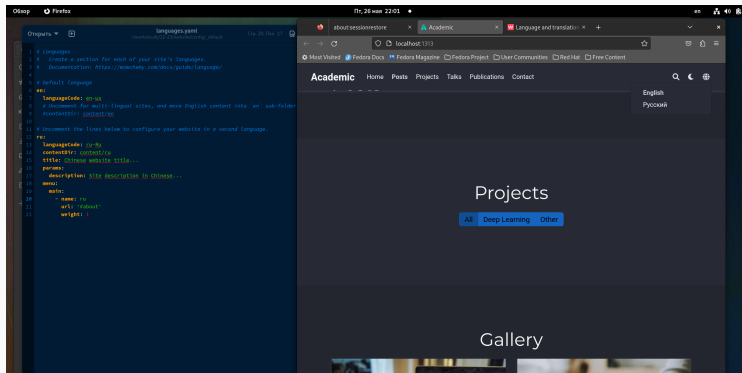 Обзор
Firefox
Пт, 26 мая 22:01
en
Открыть
languages.yaml
1 # Languages
2 # Create a section for each of your site's languages.
3 # Documentation: https://wowchemy.com/docs/guide/language/
4
5 # Default language
6 en:
7 languageCode: en-us
8 # Uncomment for multi-lingual sites, and move English content into `en` sub-folder
9 #contentDir: content/en
10
11 # Uncomment the lines below to configure your website in a second language.
12 ru:
13 languageCode: ru-Ru
14 contentDir: content/ru
15 title: Chinese website title...
16 params:
17 description: Site description in Chinese...
18 menu:
19 main:
20 - name: ru
21 url: '#about'
22 weight: 1
about:sessionrestore
Academic
Language and translation
localhost:1313
Most Visited Fedora Docs Fedora Magazine Fedora Project User Communities Red Hat Free Content
Academic Home Posts Projects Talks Publications Contact
English
Русский
Projects
All Deep Learning Other
Gallery